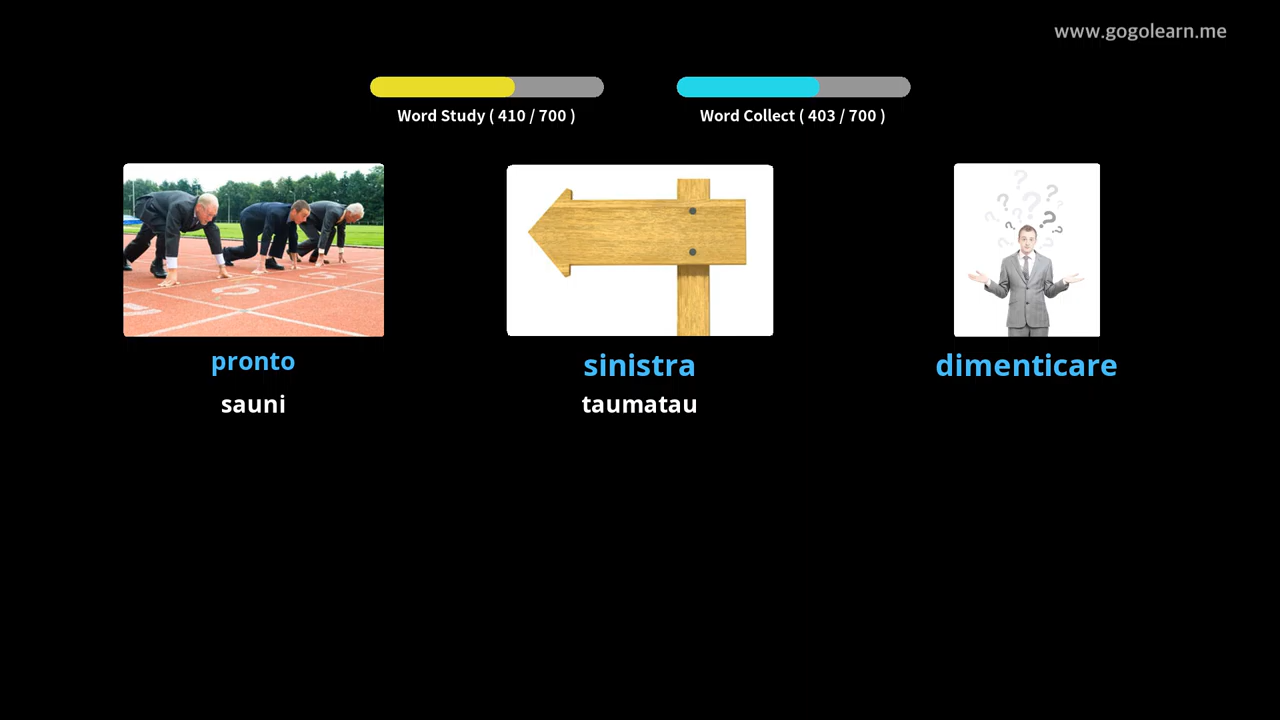 www.gogolearn.me
Word Study ( 410 / 700 )
Word Collect ( 403 / 700 )
pronto
sinistra
dimenticare
sauni
taumatau